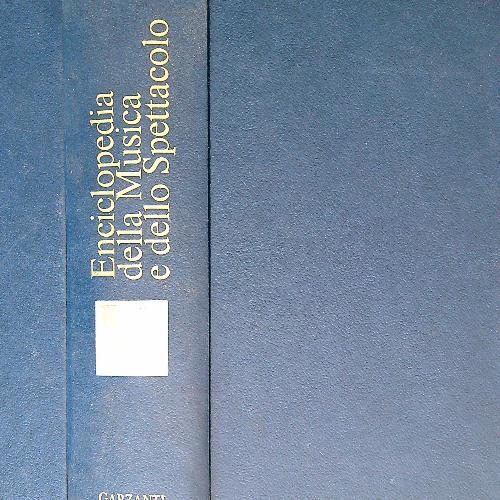 Enciclopedia
della Musica
e dello Spettacolo
GARZANTI